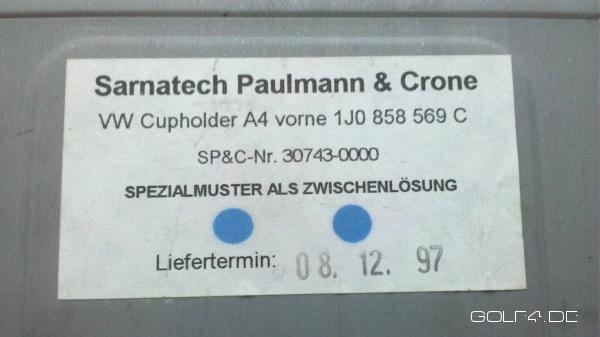 Sarnatech Paulmann & Crone
VW Cupholder A4 vorne 1J0 858 569 C
SP&C-Nr. 30743-0000
SPEZIALMUSTER ALS ZWISCHENLÖSUNG
Liefertermin: 08. 12. 97
GOLF4.DE